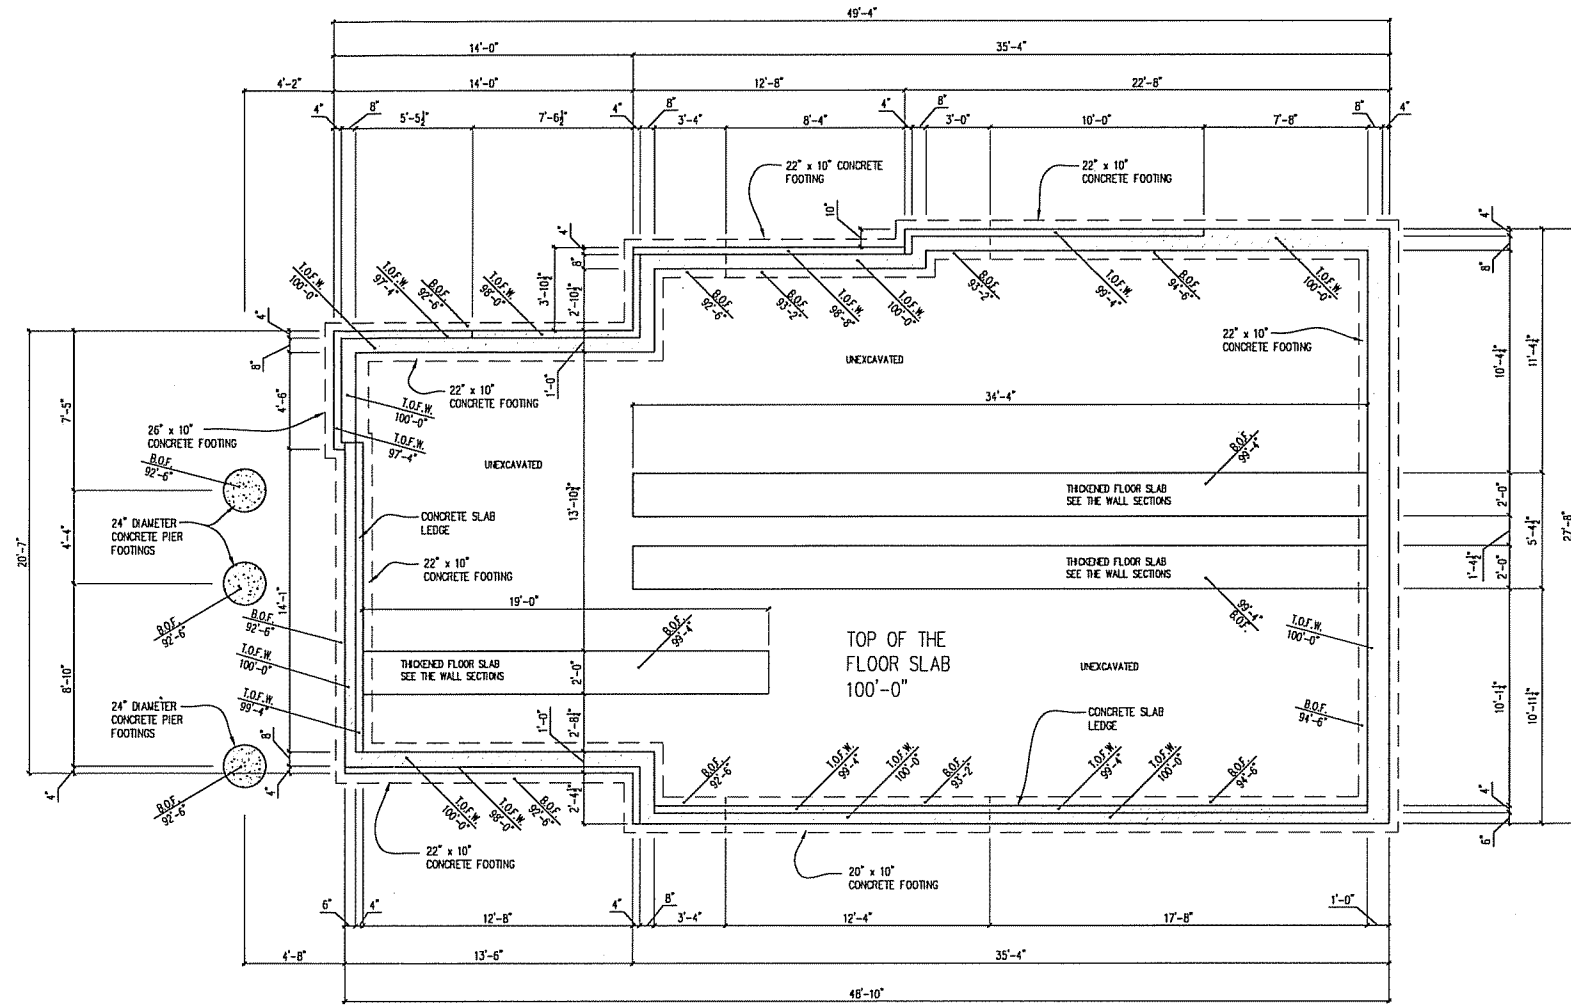 49'-4"
14'-0"
35'-4"
4'-2"
14'-0"
12'-8"
22'-8"
4"
8"
5'-5½"
7'-6½"
4"
8"
3'-4"
8'-4"
4"
8"
3'-0"
10'-0"
7'-8"
8"
4"
22" x 10" CONCRETE
FOOTING
22" x 10"
CONCRETE FOOTING
10"
4"
8"
4"
8"
3'-10½"
2'-10½"
T.O.F.W.
100'-0"
T.O.F.W.
97'-4"
B.O.F.
92'-6"
T.O.F.W.
98'-0"
B.O.F.
92'-6"
B.O.F.
93'-2"
T.O.F.W.
98'-8"
T.O.F.W.
100'-0"
B.O.F.
93'-2"
T.O.F.W.
99'-4"
B.O.F.
94'-6"
T.O.F.W.
100'-0"
4"
8"
22" x 10"
CONCRETE FOOTING
UNEXCAVATED
22" x 10"
CONCRETE FOOTING
1'-0"
10'-4½"
11'-4½"
7'-5"
4'-6"
T.O.F.W.
100'-0"
34'-4"
26" x 10"
CONCRETE FOOTING
T.O.F.W.
97'-4"
B.O.F.
92'-6"
UNEXCAVATED
B.O.F.
99'-4"
THICKENED FLOOR SLAB
SEE THE WALL SECTIONS
2'-0"
13'-10¾"
CONCRETE SLAB
LEDGE
24" DIAMETER
CONCRETE PIER
FOOTINGS
20'-7"
4'-4"
5'-4½"
27'-8"
1'-4½"
2'-0"
THICKENED FLOOR SLAB
SEE THE WALL SECTIONS
22" x 10"
CONCRETE FOOTING
14'-1"
19'-0"
B.O.F.
92'-6"
B.O.F.
92'-6"
99'-4"
B.O.F.
T.O.F.W.
100'-0"
B.O.F.
99'-4"
TOP OF THE
FLOOR SLAB
100'-0"
T.O.F.W.
100'-0"
THICKENED FLOOR SLAB
SEE THE WALL SECTIONS
2'-0"
UNEXCAVATED
8'-10"
T.O.F.W.
99'-4"
24" DIAMETER
CONCRETE PIER
FOOTINGS
10'-1½"
10'-11½"
B.O.F.
94'-6"
CONCRETE SLAB
LEDGE
1'-0"
2'-8½"
8"
4"
4"
B.O.F.
92'-6"
B.O.F.
92'-6"
T.O.F.W.
99'-4"
T.O.F.W.
100'-0"
B.O.F.
93'-2"
T.O.F.W.
99'-4"
T.O.F.W.
100'-0"
B.O.F.
94'-6"
4"
6"
T.O.F.W.
100'-0"
T.O.F.W.
98'-0"
B.O.F.
92'-6"
2'-4½"
22" x 10"
CONCRETE FOOTING
20" x 10"
CONCRETE FOOTING
6"
4"
12'-8"
4"
8"
3'-4"
12'-4"
17'-8"
1'-0"
4'-8"
13'-6"
35'-4"
48'-10"